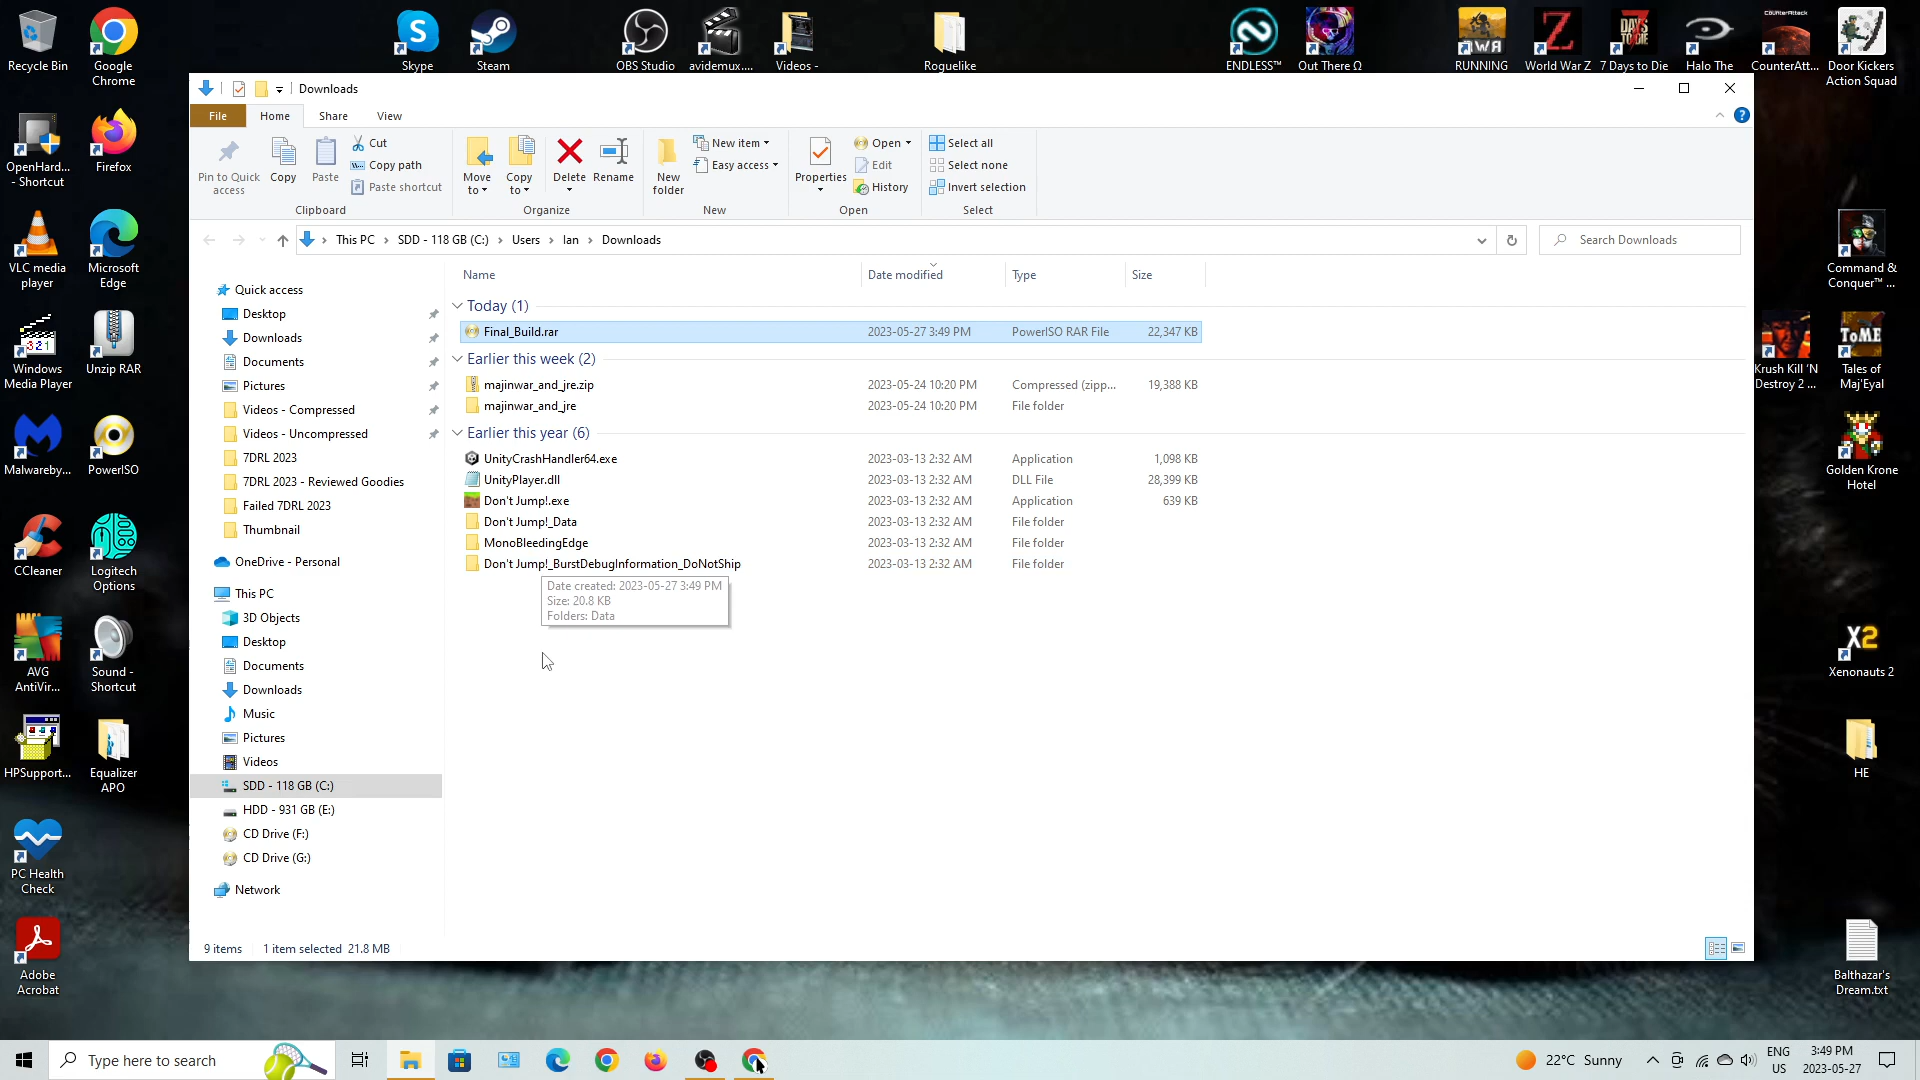 Recycle Bin
Google
Chrome
Skype
Steam
OBS Studio
avidemux....
Videos -
Roguelike
ENDLESS™
Out There Ω
RUNNING
World War Z
7 Days to Die
Halo The
CounterAtt...
Door Kickers
Action Squad
Downloads
File
Home
Share
View
Pin to Quick
access
Copy
Paste
Cut
Copy path
Paste shortcut
Clipboard
Move
to
Copy
to
Delete
Rename
Organize
New
folder
New item
Easy access
New
Properties
Open
Edit
History
Open
Select all
Select none
Invert selection
Select
This PC > SDD - 118 GB (C:) > Users > Ian > Downloads
Search Downloads
Name
Date modified
Type
Size
Today (1)
Final_Build.rar 2023-05-27 3:49 PM PowerISO RAR File 22,347 KB
Earlier this week (2)
majinwar_and_jre.zip 2023-05-24 10:20 PM Compressed (zipp... 19,388 KB
majinwar_and_jre 2023-05-24 10:20 PM File folder
Earlier this year (6)
UnityCrashHandler64.exe 2023-03-13 2:32 AM Application 1,098 KB
UnityPlayer.dll 2023-03-13 2:32 AM DLL File 28,399 KB
Don't Jump!.exe 2023-03-13 2:32 AM Application 639 KB
Don't Jump!_Data 2023-03-13 2:32 AM File folder
MonoBleedingEdge 2023-03-13 2:32 AM File folder
Don't Jump!_BurstDebugInformation_DoNotShip 2023-03-13 2:32 AM File folder
Date created: 2023-05-27 3:49 PM
Size: 20.8 KB
Folders: Data
Quick access
Desktop
Downloads
Documents
Pictures
Videos - Compressed
Videos - Uncompressed
7DRL 2023
7DRL 2023 - Reviewed Goodies
Failed 7DRL 2023
Thumbnail
OneDrive - Personal
This PC
3D Objects
Desktop
Documents
Downloads
Music
Pictures
Videos
SDD - 118 GB (C:)
HDD - 931 GB (E:)
CD Drive (F:)
CD Drive (G:)
Network
9 items
1 item selected 21.8 MB
OpenHard...
- Shortcut
Firefox
VLC media
player
Microsoft
Edge
321
Windows
Media Player
Unzip RAR
Malwareby...
PowerISO
CCleaner
Logitech
Options
AVG
AntiVir...
Sound -
Shortcut
HPSupport...
Equalizer
APO
PC Health
Check
Adobe
Acrobat
Command &
Conquer™ ...
Krush Kill 'N
Destroy 2 ...
ToME
Tales of
Maj'Eyal
Golden Krone
Hotel
X2
Xenonauts 2
HE
Balthazar's
Dream.txt
Type here to search
22°C Sunny
ENG
US
3:49 PM
2023-05-27